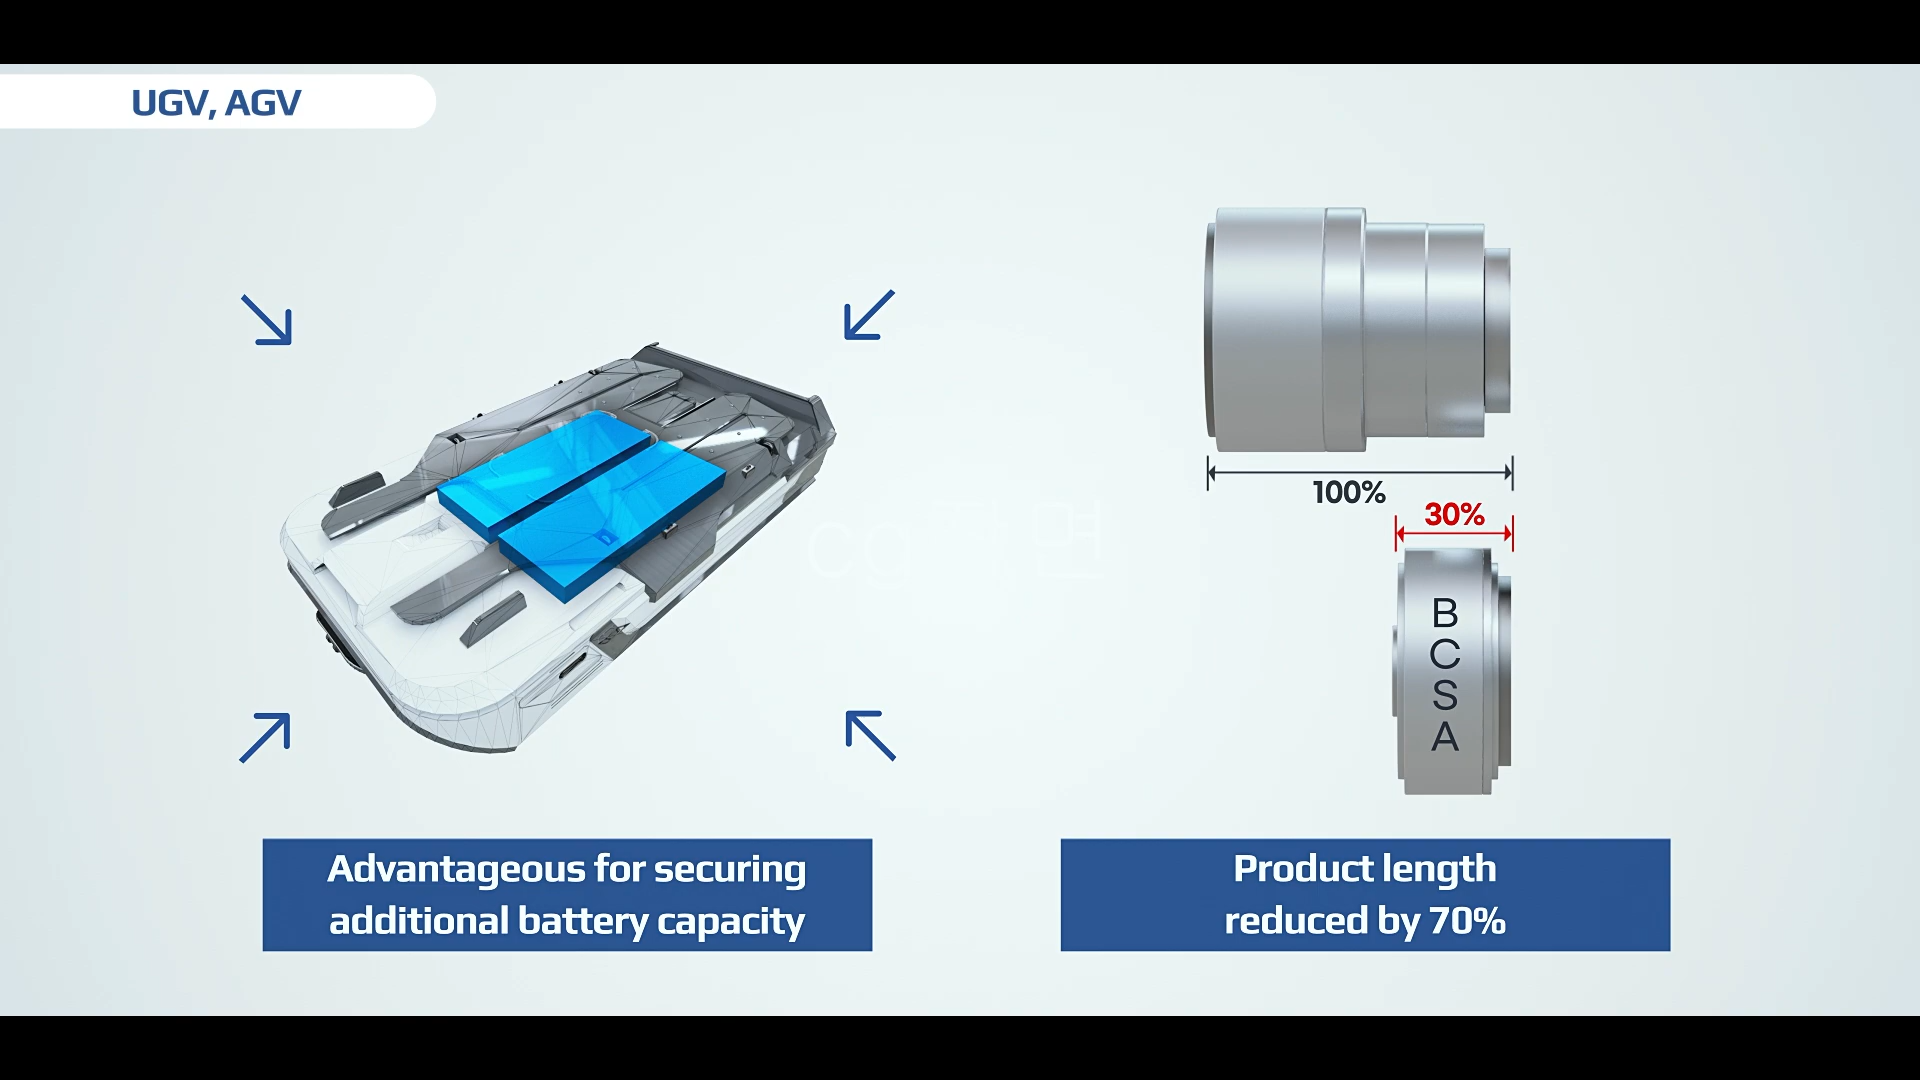 UGV, AGV
100%
30%
B
C
S
A
Advantageous for securing
additional battery capacity
Product length
reduced by 70%